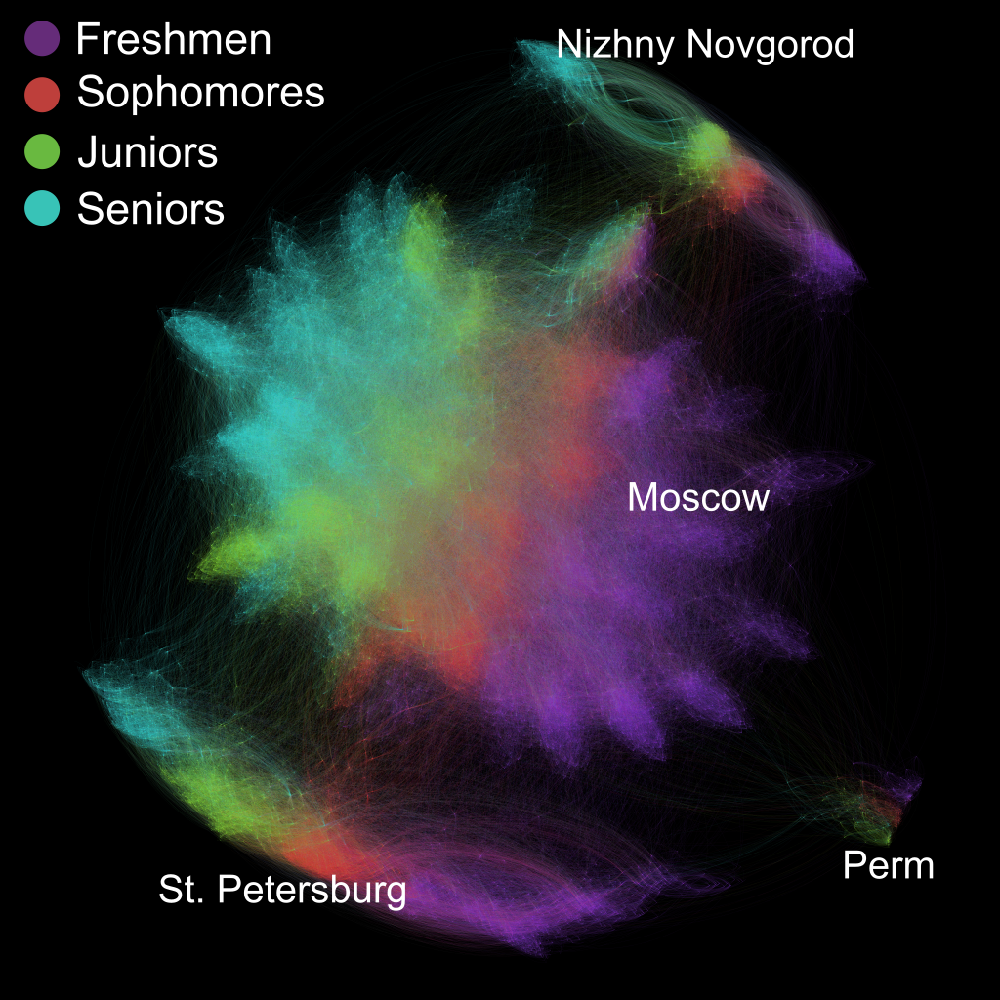 Freshmen
Sophomores
Juniors
Seniors
Nizhny Novgorod
Moscow
Perm
St. Petersburg